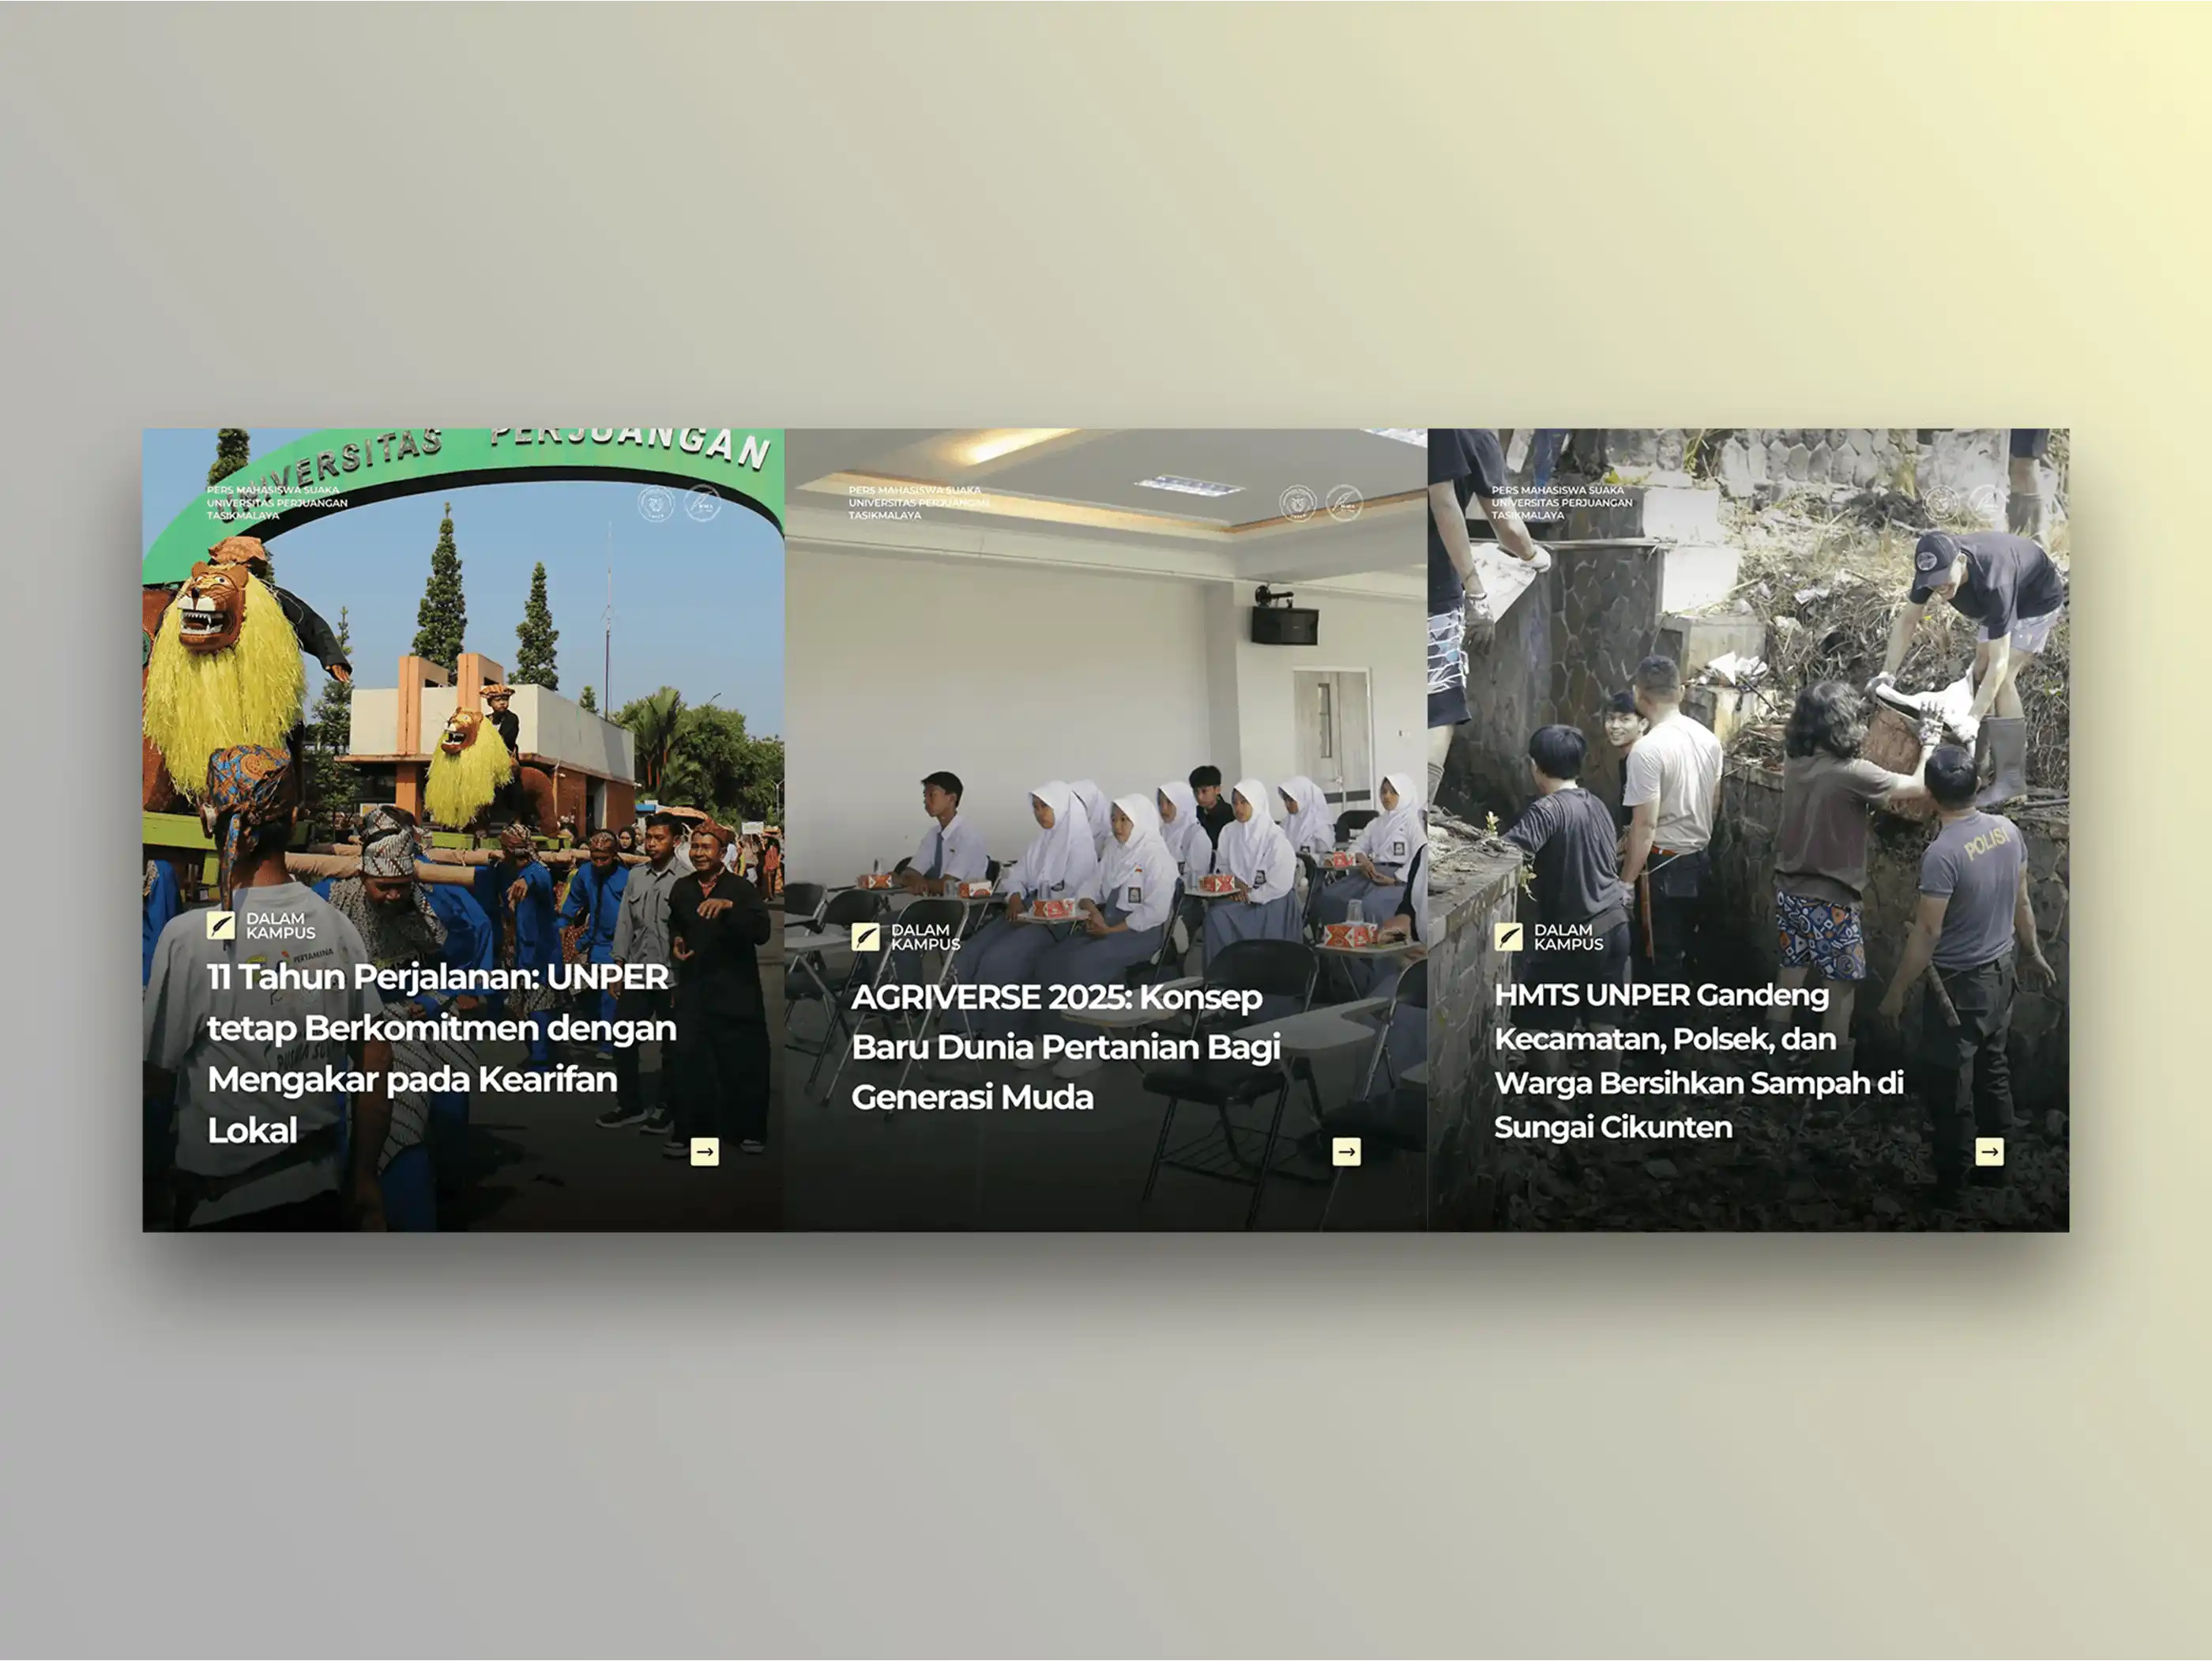 UNIVERSITAS PERJUANGAN
PERS MAHASISWA SUAKA
UNIVERSITAS PERJUANGAN
TASIKMALAYA
PERTAMINA
DALAM
KAMPUS
11 Tahun Perjalanan: UNPER
tetap Berkomitmen dengan
Mengakar pada Kearifan
Lokal
→
PERS MAHASISWA SUAKA
UNIVERSITAS PERJUANGAN
TASIKMALAYA
DALAM
KAMPUS
AGRIVERSE 2025: Konsep
Baru Dunia Pertanian Bagi
Generasi Muda
→
PERS MAHASISWA SUAKA
UNIVERSITAS PERJUANGAN
TASIKMALAYA
POLISI
DALAM
KAMPUS
HMTS UNPER Gandeng
Kecamatan, Polsek, dan
Warga Bersihkan Sampah di
Sungai Cikunten
→